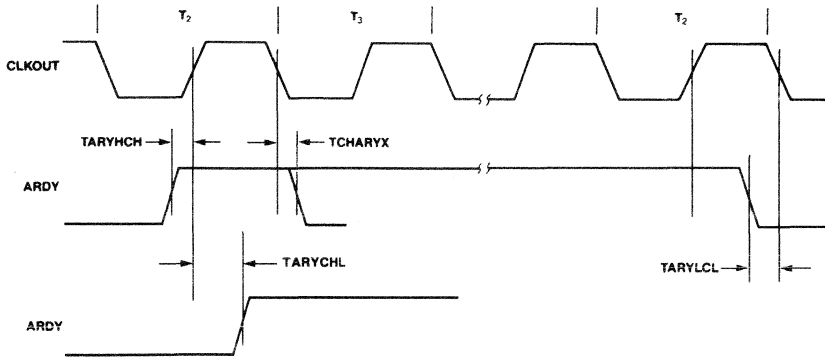 T2 T3 T2
CLKOUT
TARYHCH TCHARYX
ARDY
TARYCHL TARYLCL
ARDY